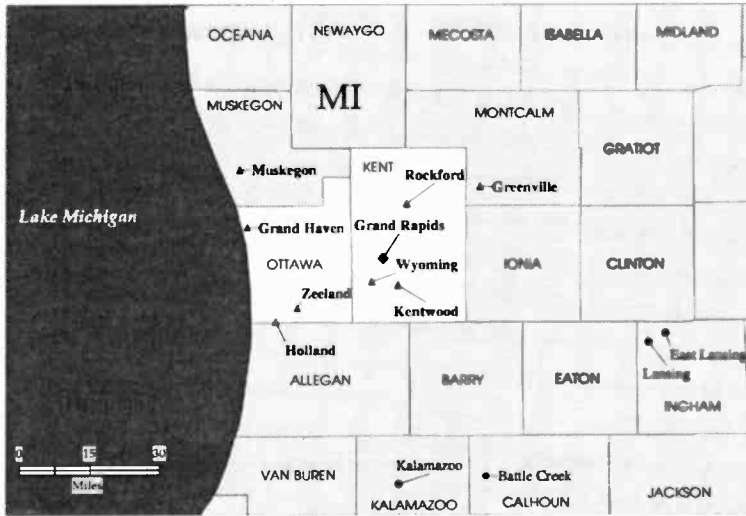 OCEANA
NEWAYGO
MECOSTA
ISABELLA
MIDLAND
MUSKEGON
MI
MONTCALM
GRATIOT
KENT
Rockford
Muskegon
Greenville
Lake Michigan
Grand Haven
Grand Rapids
OTTAWA
Wyoming
IONIA
CLINTON
Zeeland
Kentwood
Holland
East Lansing
Lansing
ALLEGAN
BARRY
EATON
INGHAM
0 15 30
Miles
VAN BUREN
Kalamazoo
Battle Creek
KALAMAZOO
CALHOUN
JACKSON